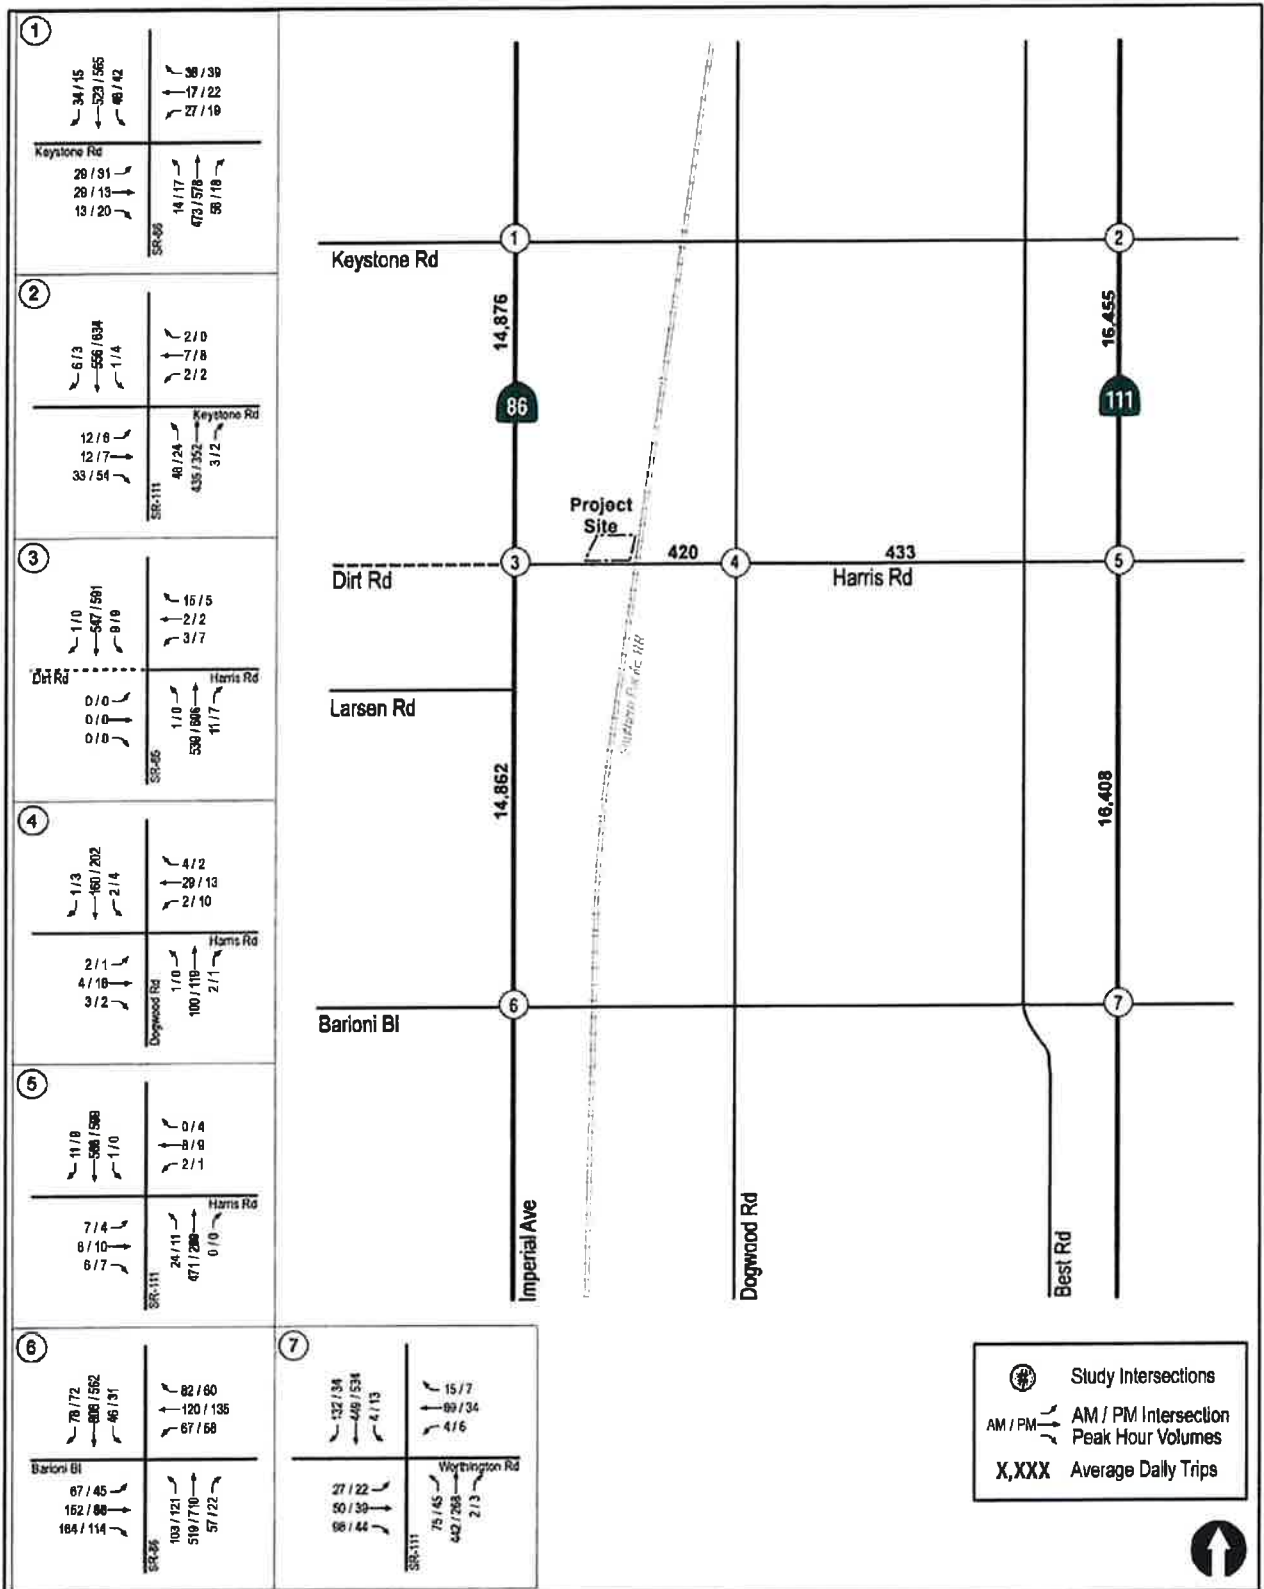 1
34 / 15
523 / 565
48 / 42
38 / 39
17 / 22
27 / 19
Keystone Rd
29 / 31
29 / 13
13 / 20
14 / 17
473 / 578
58 / 18
SR-86
2
6 / 3
556 / 634
1 / 4
2 / 0
7 / 8
2 / 2
Keystone Rd
12 / 6
12 / 7
33 / 54
48 / 24
435 / 352
3 / 2
SR-111
3
1 / 0
547 / 591
9 / 9
15 / 5
2 / 2
3 / 7
Dirt Rd
Harris Rd
0 / 0
0 / 0
0 / 0
1 / 0
539 / 606
11 / 7
SR-86
4
1 / 3
160 / 202
2 / 4
4 / 2
29 / 13
2 / 10
Harris Rd
2 / 1
4 / 18
3 / 2
1 / 0
100 / 119
2 / 1
Dogwood Rd
5
11 / 9
1 / 0
0 / 4
8 / 9
2 / 1
Harris Rd
7 / 4
8 / 10
6 / 7
24 / 11
0 / 0
SR-111
6
78 / 72
46 / 31
82 / 60
120 / 135
67 / 58
Barioni Bl
67 / 45
164 / 114
103 / 121
519 / 710
57 / 22
SR-86
7
132 / 34
449 / 534
4 / 13
15 / 7
89 / 34
4 / 6
Worthington Rd
27 / 22
50 / 39
98 / 44
75 / 45
442 / 268
2 / 3
SR-111
1
2
Keystone Rd
14,876
16,455
86
111
Project
Site
3
420
4
433
5
Dirt Rd
Harris Rd
Southern Pacific RR
Larsen Rd
14,862
16,408
6
7
Barioni Bl
Imperial Ave
Dogwood Rd
Best Rd
# Study Intersections
AM / PM AM / PM Intersection
Peak Hour Volumes
X,XXX Average Daily Trips